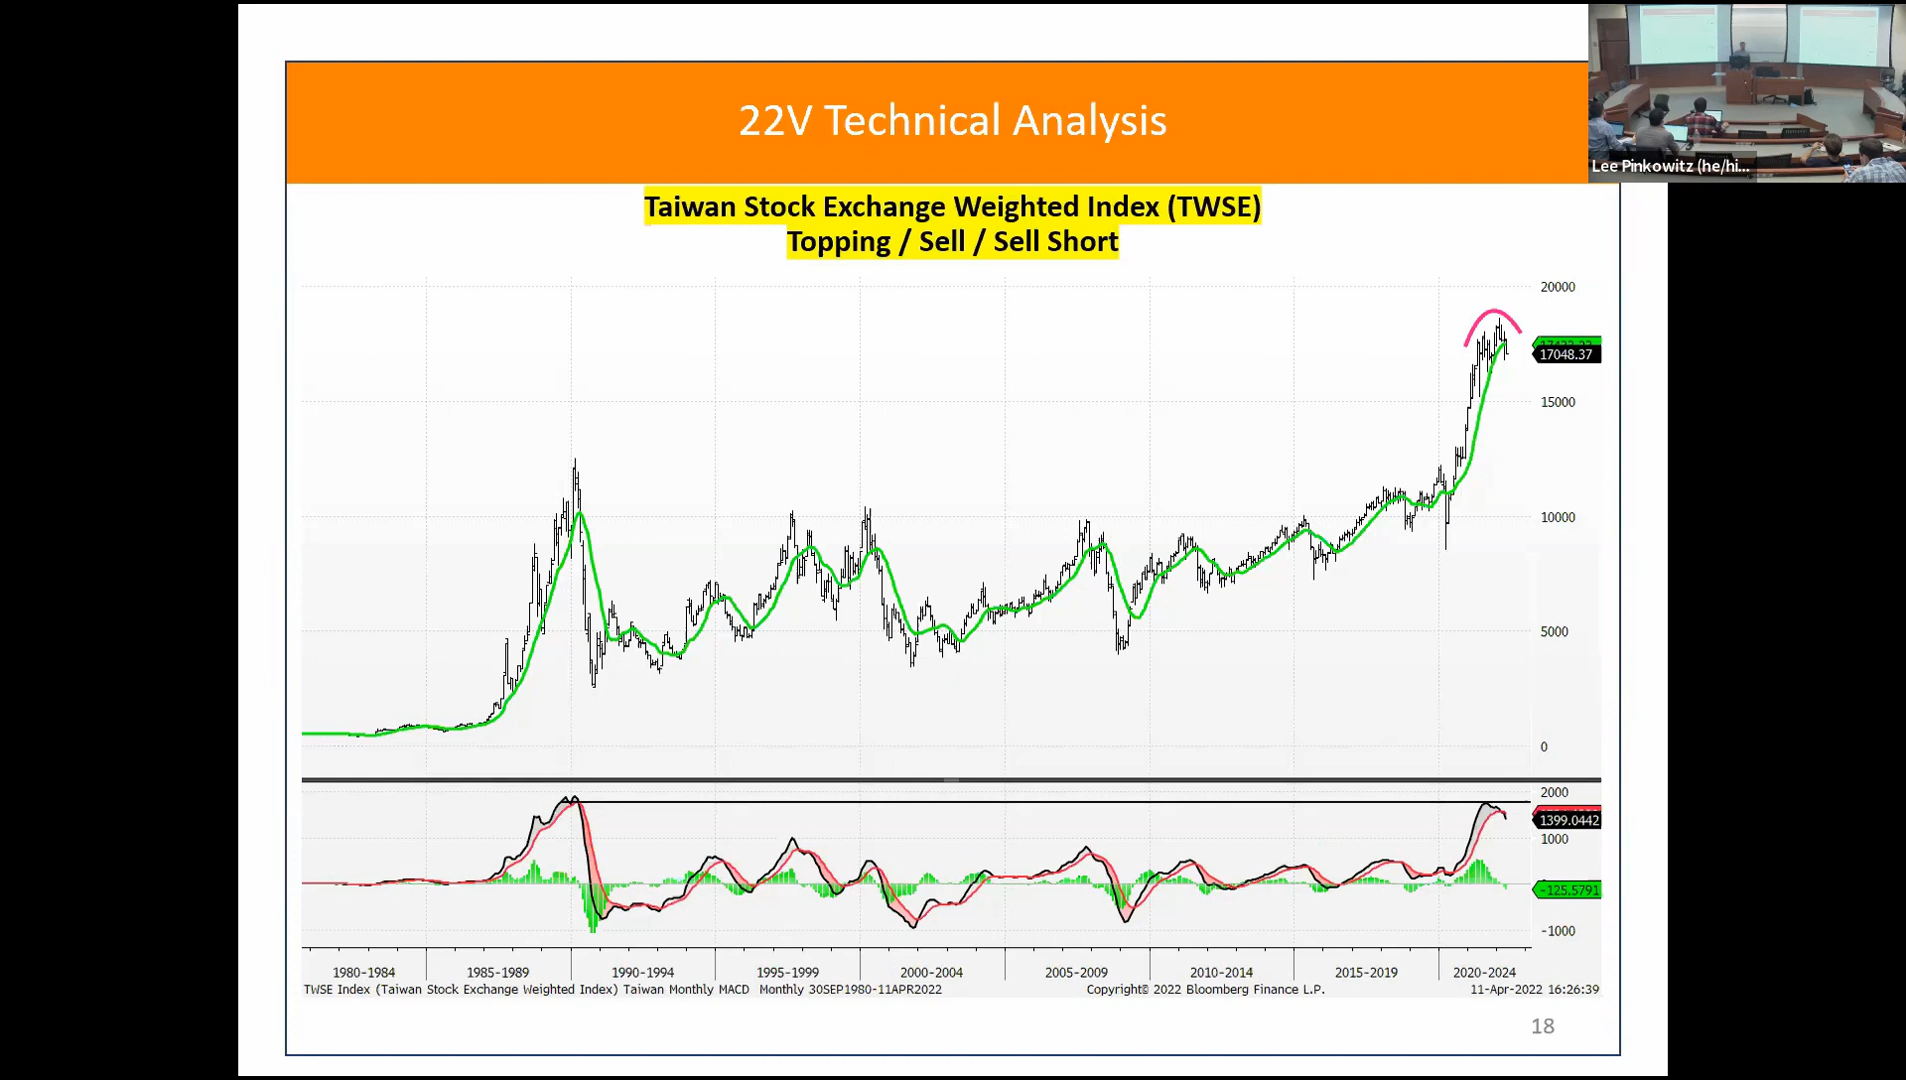 22V Technical Analysis
Lee Pinkowitz (he/hi...
Taiwan Stock Exchange Weighted Index (TWSE)
Topping / Sell / Sell Short
20000
17048.37
15000
10000
5000
0
2000
1399.0442
1000
-125.5791
-1000
1980-1984 1985-1989 1990-1994 1995-1999 2000-2004 2005-2009 2010-2014 2015-2019 2020-2024
TWSE Index (Taiwan Stock Exchange Weighted Index) Taiwan Monthly MACD Monthly 30SEP1980-11APR2022 Copyright© 2022 Bloomberg Finance L.P. 11-Apr-2022 16:26:39
18